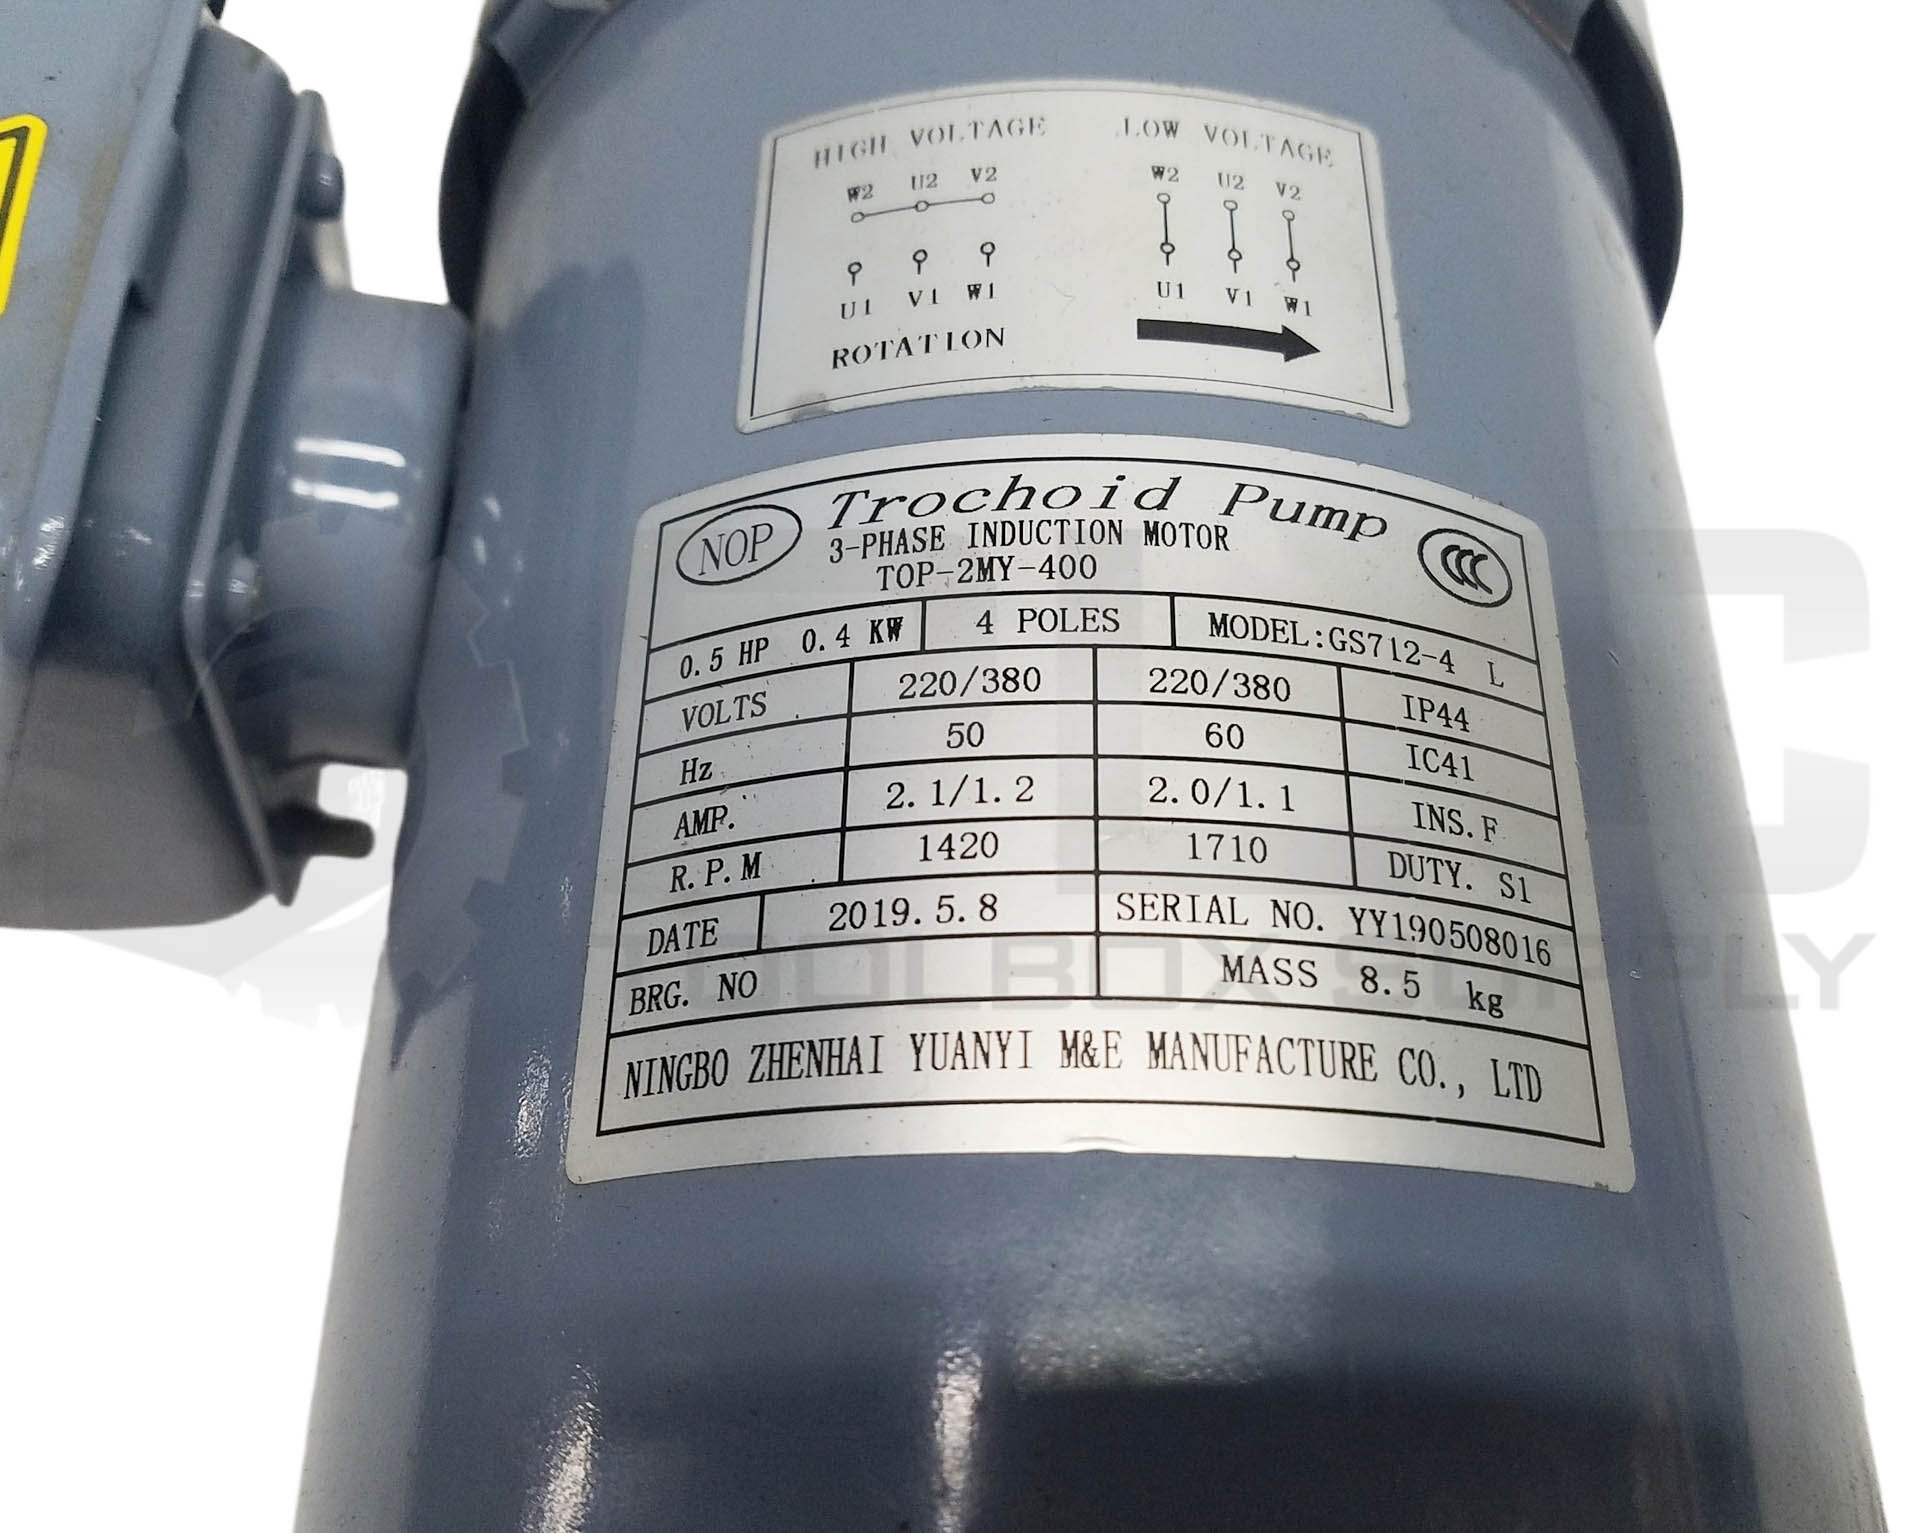 HIGH VOLTAGE LOW VOLTAGE
W2 U2 V2 W2 U2 V2
U1 V1 W1 U1 V1 W1
ROTATION
NOP Trochoid Pump
3-PHASE INDUCTION MOTOR
TOP-2MY-400
0.5 HP 0.4 KW 4 POLES MODEL:GS712-4 L
VOLTS 220/380 220/380 IP44
Hz 50 60 IC41
AMP. 2.1/1.2 2.0/1.1 INS.F
R.P.M 1420 1710 DUTY. S1
DATE 2019.5.8 SERIAL NO. YY190508016
BRG. NO MASS 8.5 kg
NINGBO ZHENHAI YUANYI M&E MANUFACTURE CO., LTD
TOOLBOX SUPPLY